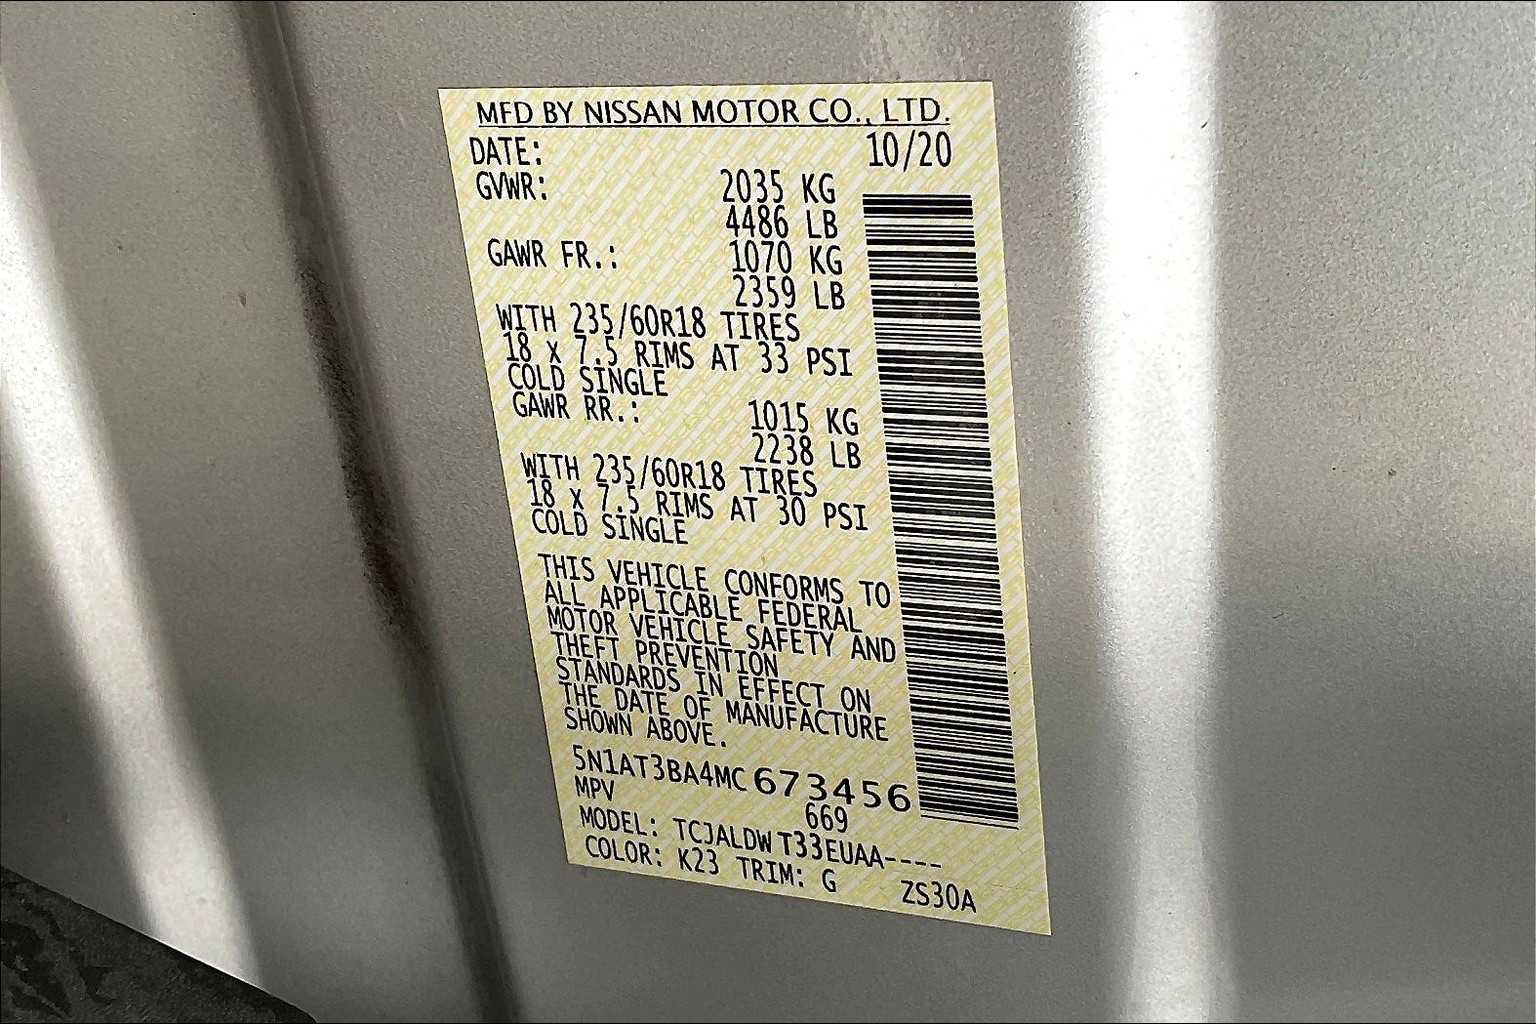 MFD BY NISSAN MOTOR CO., LTD.
DATE: 10/20
GVWR: 2035 KG
4486 LB
GAWR FR.: 1070 KG
2359 LB
WITH 235/60R18 TIRES
18 x 7.5 RIMS AT 33 PSI
COLD SINGLE
GAWR RR.: 1015 KG
2238 LB
WITH 235/60R18 TIRES
18 x 7.5 RIMS AT 30 PSI
COLD SINGLE
THIS VEHICLE CONFORMS TO
ALL APPLICABLE FEDERAL
MOTOR VEHICLE SAFETY AND
THEFT PREVENTION
STANDARDS IN EFFECT ON
THE DATE OF MANUFACTURE
SHOWN ABOVE.
5N1AT3BA4MC673456
MPV 669
MODEL: TCJALDW T33EUAA----
COLOR: K23 TRIM: G ZS30A